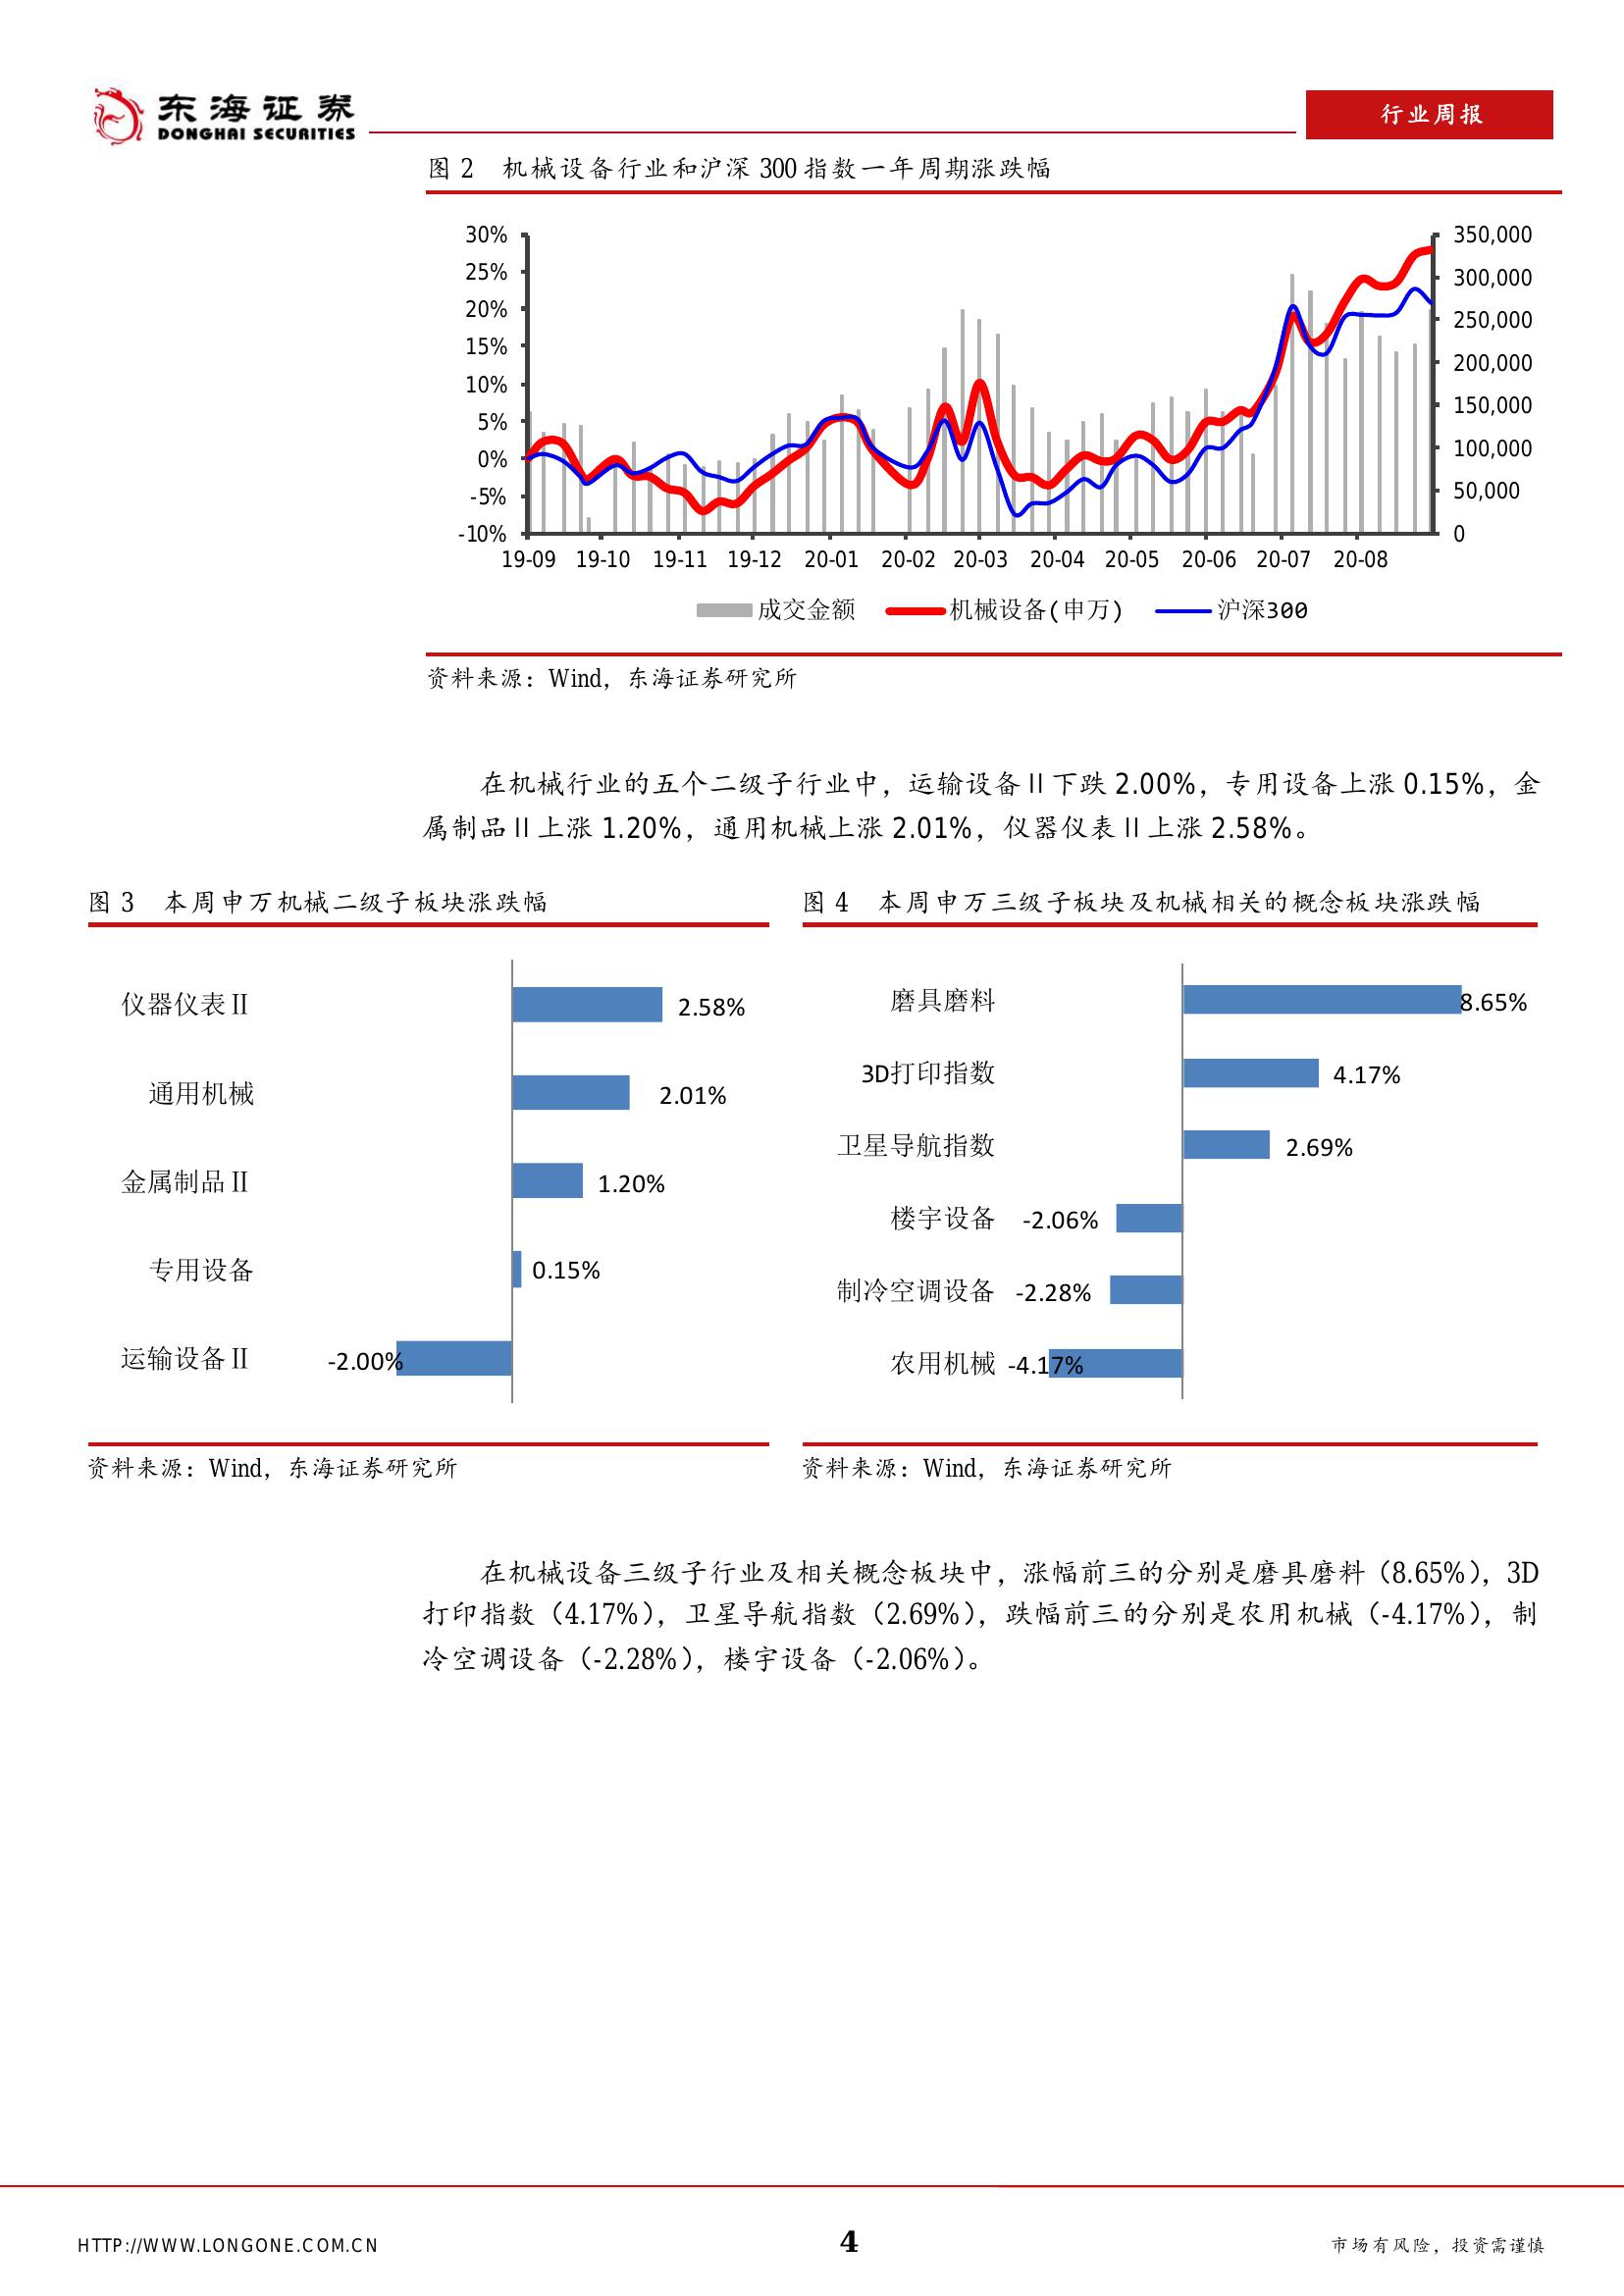 东海证券
DONGHAI SECURITIES
行业周报
图 2 机械设备行业和沪深 300 指数一年周期涨跌幅
30%
25%
20%
15%
10%
5%
0%
-5%
-10%
350,000
300,000
250,000
200,000
150,000
100,000
50,000
0
19-09 19-10 19-11 19-12 20-01 20-02 20-03 20-04 20-05 20-06 20-07 20-08
成交金额 机械设备(申万) 沪深300
资料来源：Wind，东海证券研究所
在机械行业的五个二级子行业中，运输设备Ⅱ下跌 2.00%，专用设备上涨 0.15%，金
属制品Ⅱ上涨 1.20%，通用机械上涨 2.01%，仪器仪表Ⅱ上涨 2.58%。
图 3 本周申万机械二级子板块涨跌幅
仪器仪表Ⅱ 2.58%
通用机械 2.01%
金属制品Ⅱ 1.20%
专用设备 0.15%
运输设备Ⅱ -2.00%
资料来源：Wind，东海证券研究所
图 4 本周申万三级子板块及机械相关的概念板块涨跌幅
磨具磨料 8.65%
3D打印指数 4.17%
卫星导航指数 2.69%
楼宇设备 -2.06%
制冷空调设备 -2.28%
农用机械 -4.17%
资料来源：Wind，东海证券研究所
在机械设备三级子行业及相关概念板块中，涨幅前三的分别是磨具磨料（8.65%），3D
打印指数（4.17%），卫星导航指数（2.69%），跌幅前三的分别是农用机械（-4.17%），制
冷空调设备（-2.28%），楼宇设备（-2.06%）。
HTTP://WWW.LONGONE.COM.CN 4 市场有风险，投资需谨慎